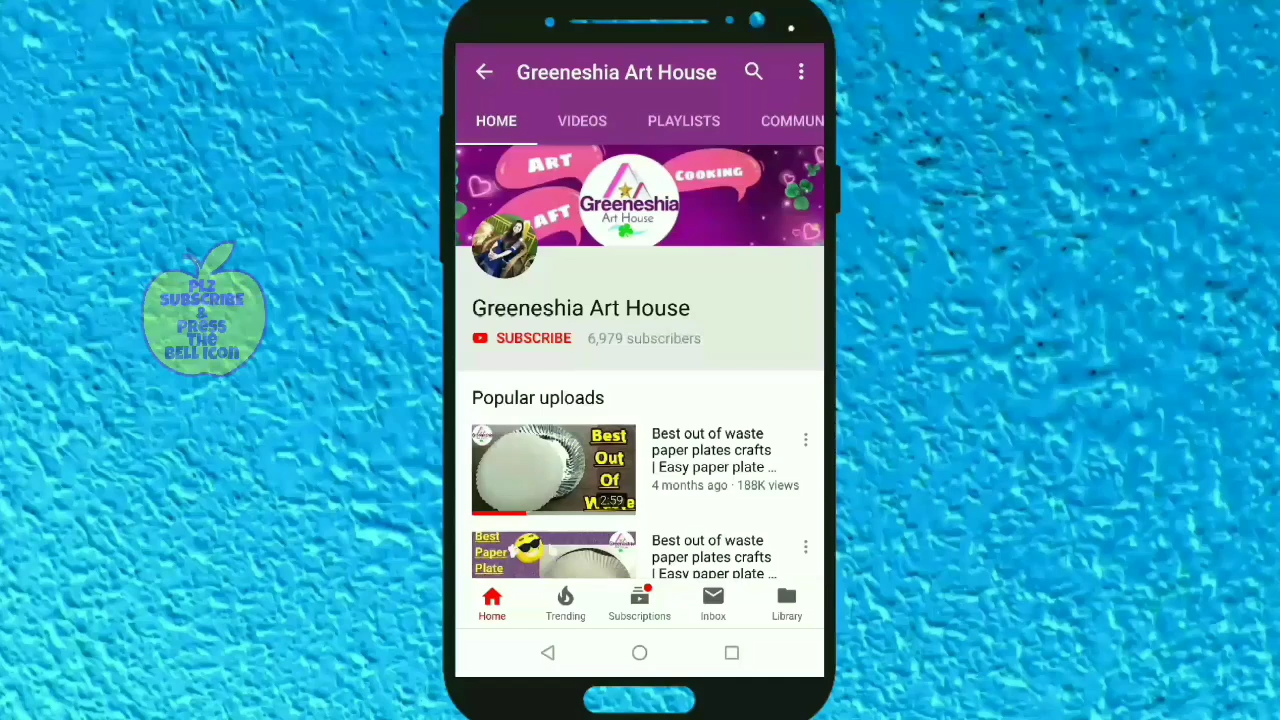 Greeneshia Art House
HOME VIDEOS PLAYLISTS COMMUN
ART
COOKING
Greeneshia
Art House
Greeneshia Art House
SUBSCRIBE 6,979 subscribers
PLZ
SUBSCRIBE
&
PRESS
THE
BELL ICON
Popular uploads
Best
Out
Of
2:59
Best out of waste
paper plates crafts
| Easy paper plate ...
4 months ago · 188K views
Best
Paper
Plate
Best out of waste
paper plates crafts
| Easy paper plate ...
Home Trending Subscriptions Inbox Library